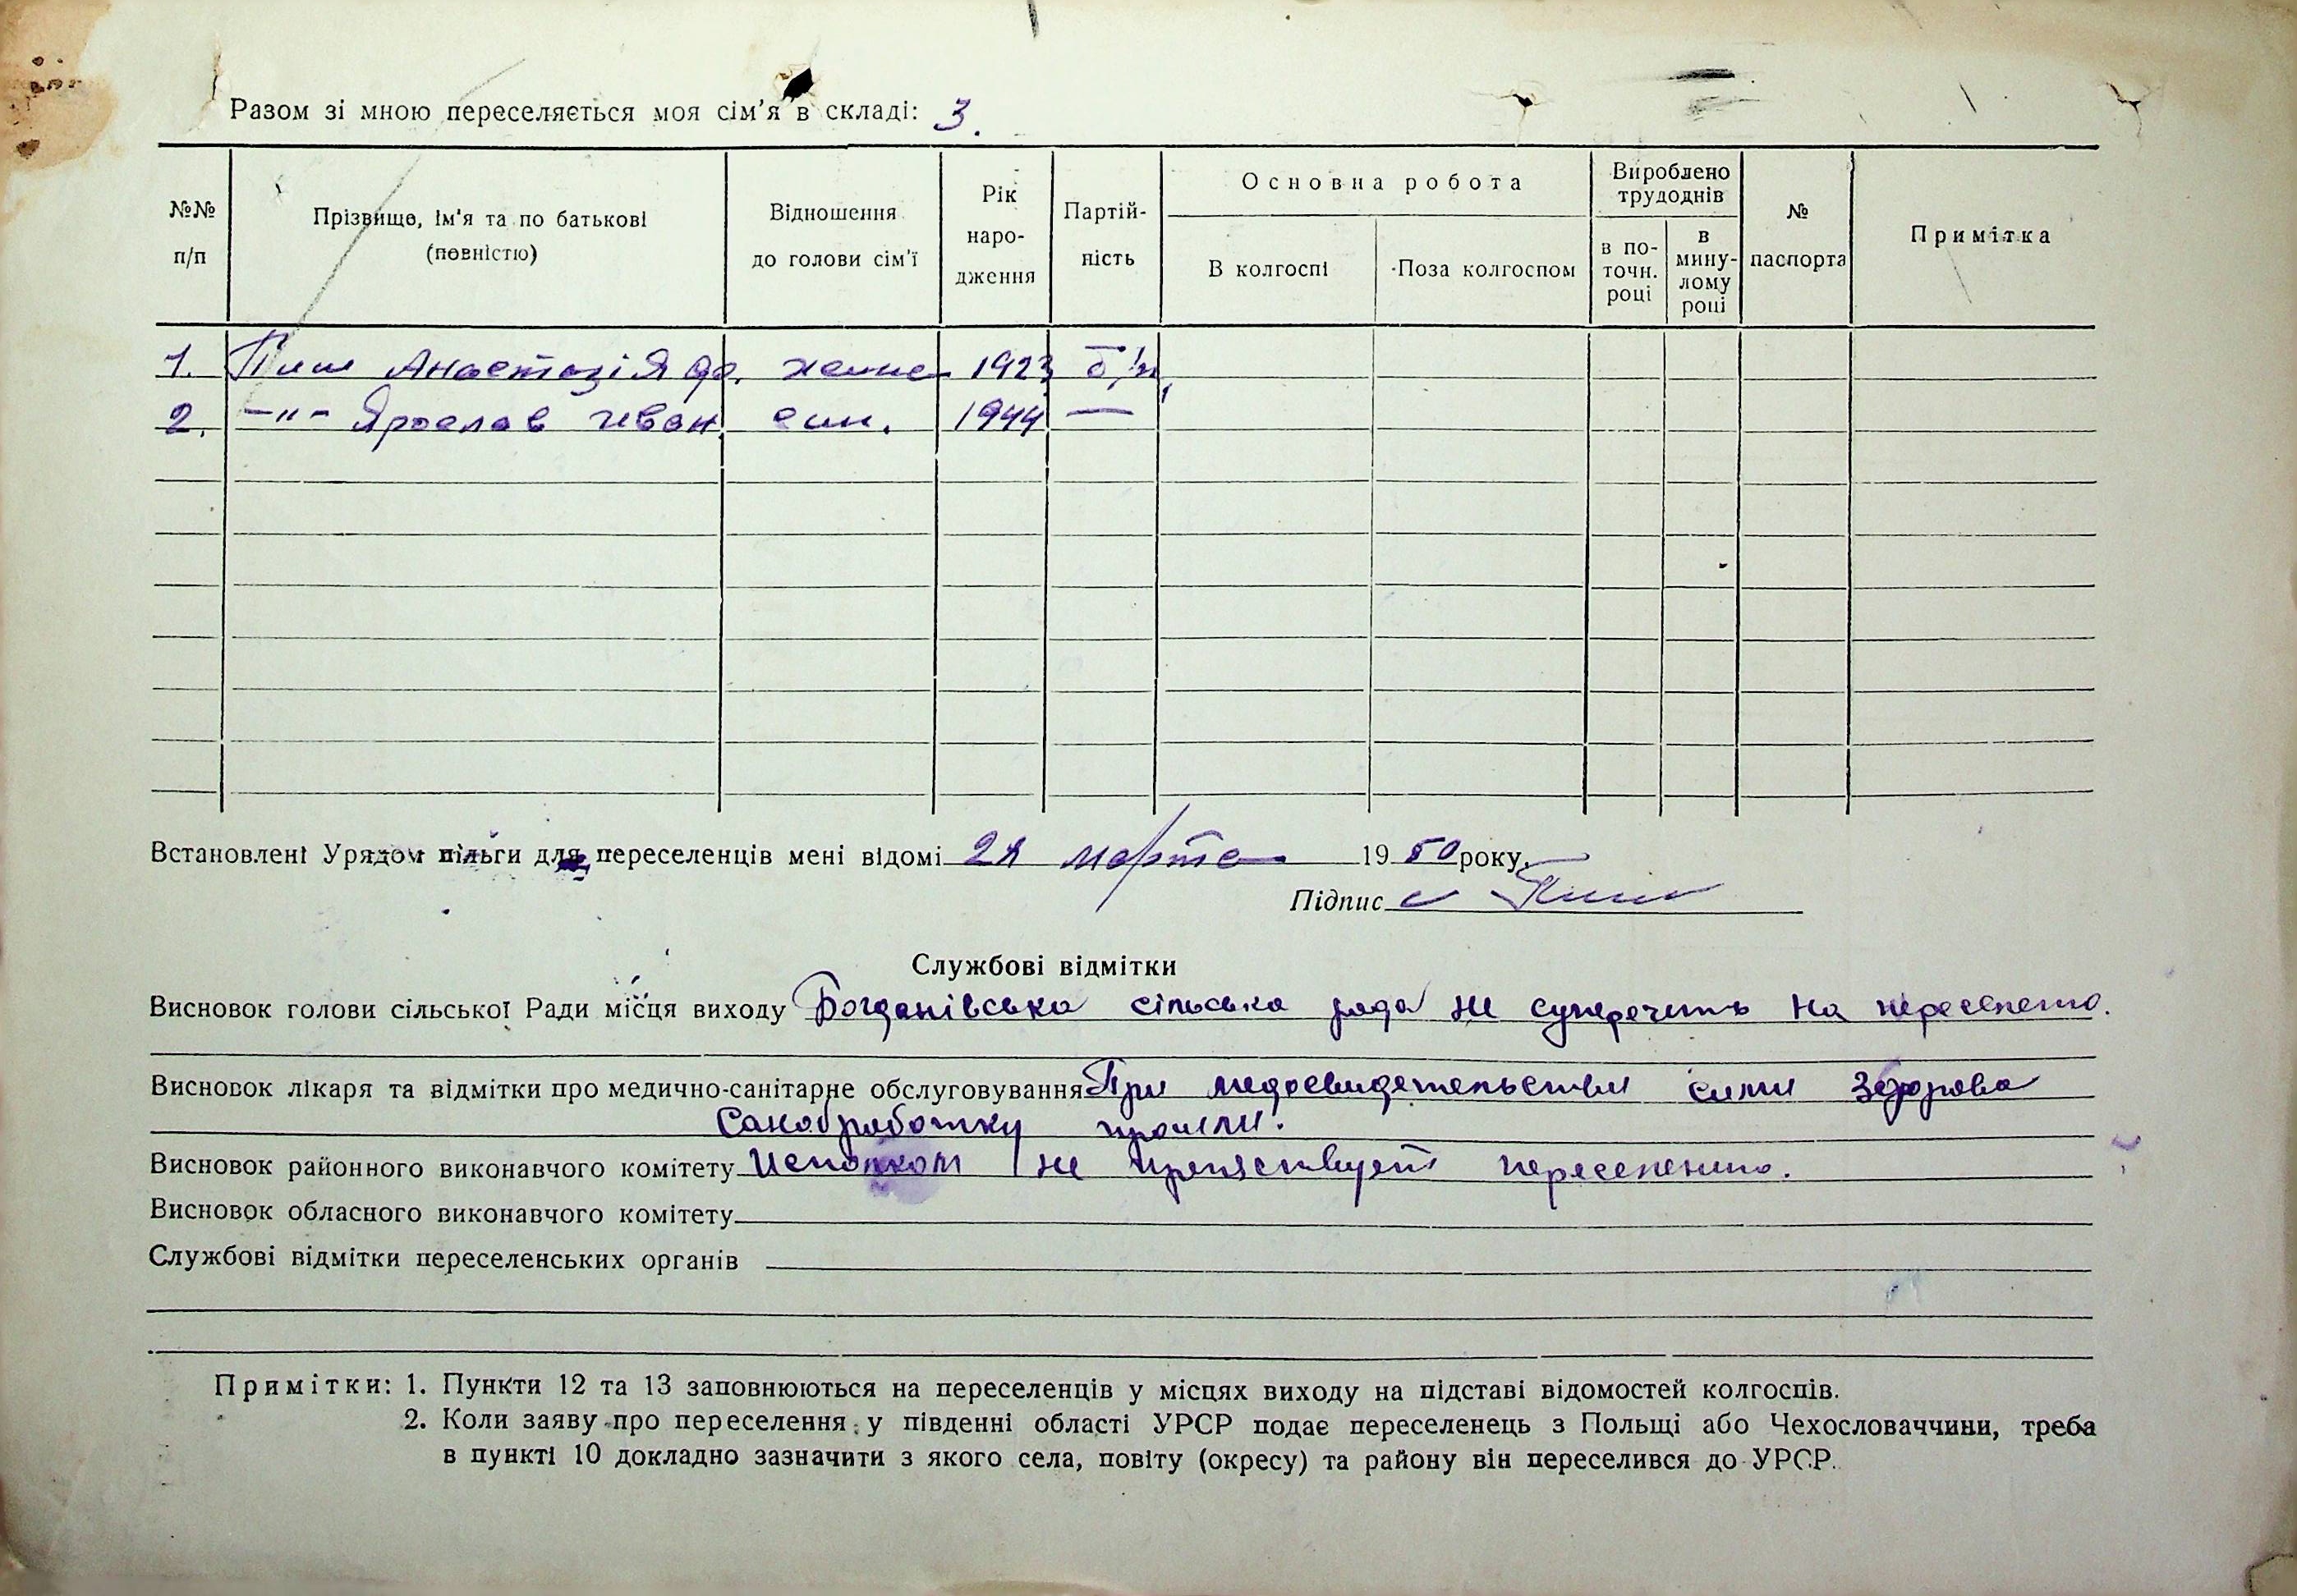 Разом зі мною переселяється моя сім'я в складі: 3.
№№ п/п
Прізвище, ім'я та по батькові (повністю)
Відношення до голови сім'ї
Рік народження
Партійність
Основна робота
В колгоспі
Поза колгоспом
Вироблено трудоднів
в поточн. році
в минулому році
№ паспорта
Примітка
1. Пиш Анастазія 1923 б/п
2. -"- Ярослав Иван син. 1944 —
Встановлені Урядом пільги для переселенців мені відомі марта 1950 року.
Підпис Пиш
Службові відмітки
Висновок голови сільської Ради місця виходу Богданівська сільська рада не суперечить на переселення.
Висновок лікаря та відмітки про медично-санітарне обслуговування При медосвидетельствии семьи здорова
Санобработку прошли.
Висновок районного виконавчого комітету Исполком не препятствует переселению.
Висновок обласного виконавчого комітету
Службові відмітки переселенських органів
Примітки: 1. Пункти 12 та 13 заповнюються на переселенців у місцях виходу на підставі відомостей колгоспів.
2. Коли заяву про переселення у південні області УРСР подає переселенець з Польщі або Чехословаччини, треба
в пункті 10 докладно зазначити з якого села, повіту (окресу) та району він переселився до УРСР.